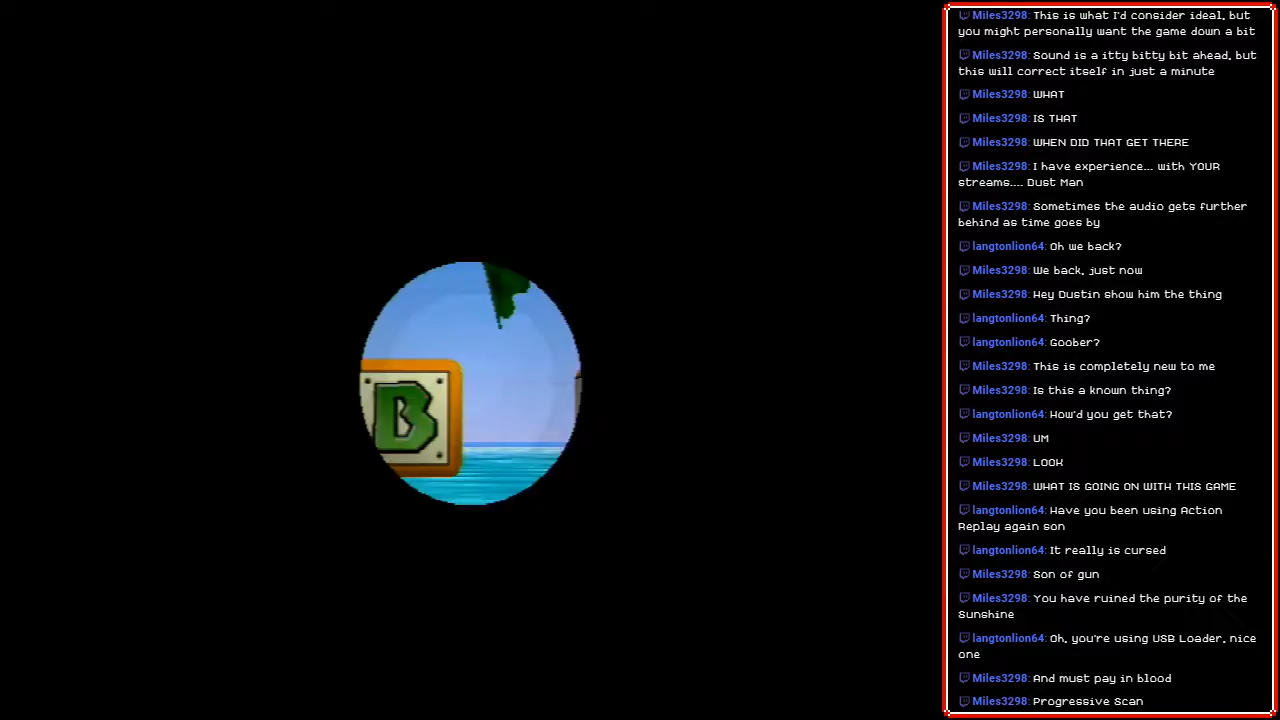 B
Miles3298: This is what I'd consider ideal, but
you might personally want the game down a bit
Miles3298: Sound is a itty bitty bit ahead, but
this will correct itself in just a minute
Miles3298: WHAT
Miles3298: IS THAT
Miles3298: WHEN DID THAT GET THERE
Miles3298: I have experience... with YOUR
streams.... Dust Man
Miles3298: Sometimes the audio gets further
behind as time goes by
langtonlion64: Oh we back?
Miles3298: We back, just now
Miles3298: Hey Dustin show him the thing
langtonlion64: Thing?
langtonlion64: Goober?
Miles3298: This is completely new to me
Miles3298: Is this a known thing?
langtonlion64: How'd you get that?
Miles3298: UM
Miles3298: LOOK
Miles3298: WHAT IS GOING ON WITH THIS GAME
langtonlion64: Have you been using Action
Replay again son
langtonlion64: It really is cursed
Miles3298: Son of gun
Miles3298: You have ruined the purity of the
Sunshine
langtonlion64: Oh, you're using USB Loader, nice
one
Miles3298: And must pay in blood
Miles3298: Progressive Scan